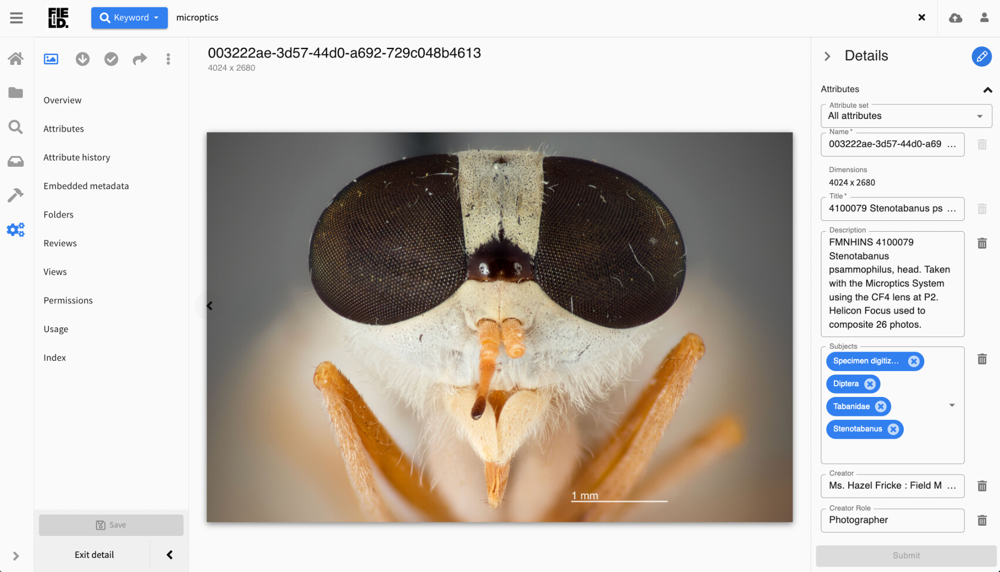 FIELD.
Keyword
microptics
003222ae-3d57-44d0-a692-729c048b4613
4024 x 2680
Overview
Attributes
Attribute history
Embedded metadata
Folders
Reviews
Views
Permissions
Usage
Index
Save
Exit detail
1 mm
Details
Attributes
Attribute set
All attributes
Name*
003222ae-3d57-44d0-a69 ...
Dimensions
4024 x 2680
Title*
4100079 Stenotabanus ps ...
Description
FMNHINS 4100079
Stenotabanus
psammophilus, head. Taken
with the Microptics System
using the CF4 lens at P2.
Helicon Focus used to
composite 26 photos.
Subjects
Specimen digitiz...
Diptera
Tabanidae
Stenotabanus
Creator
Ms. Hazel Fricke : Field M ...
Creator Role
Photographer
Submit